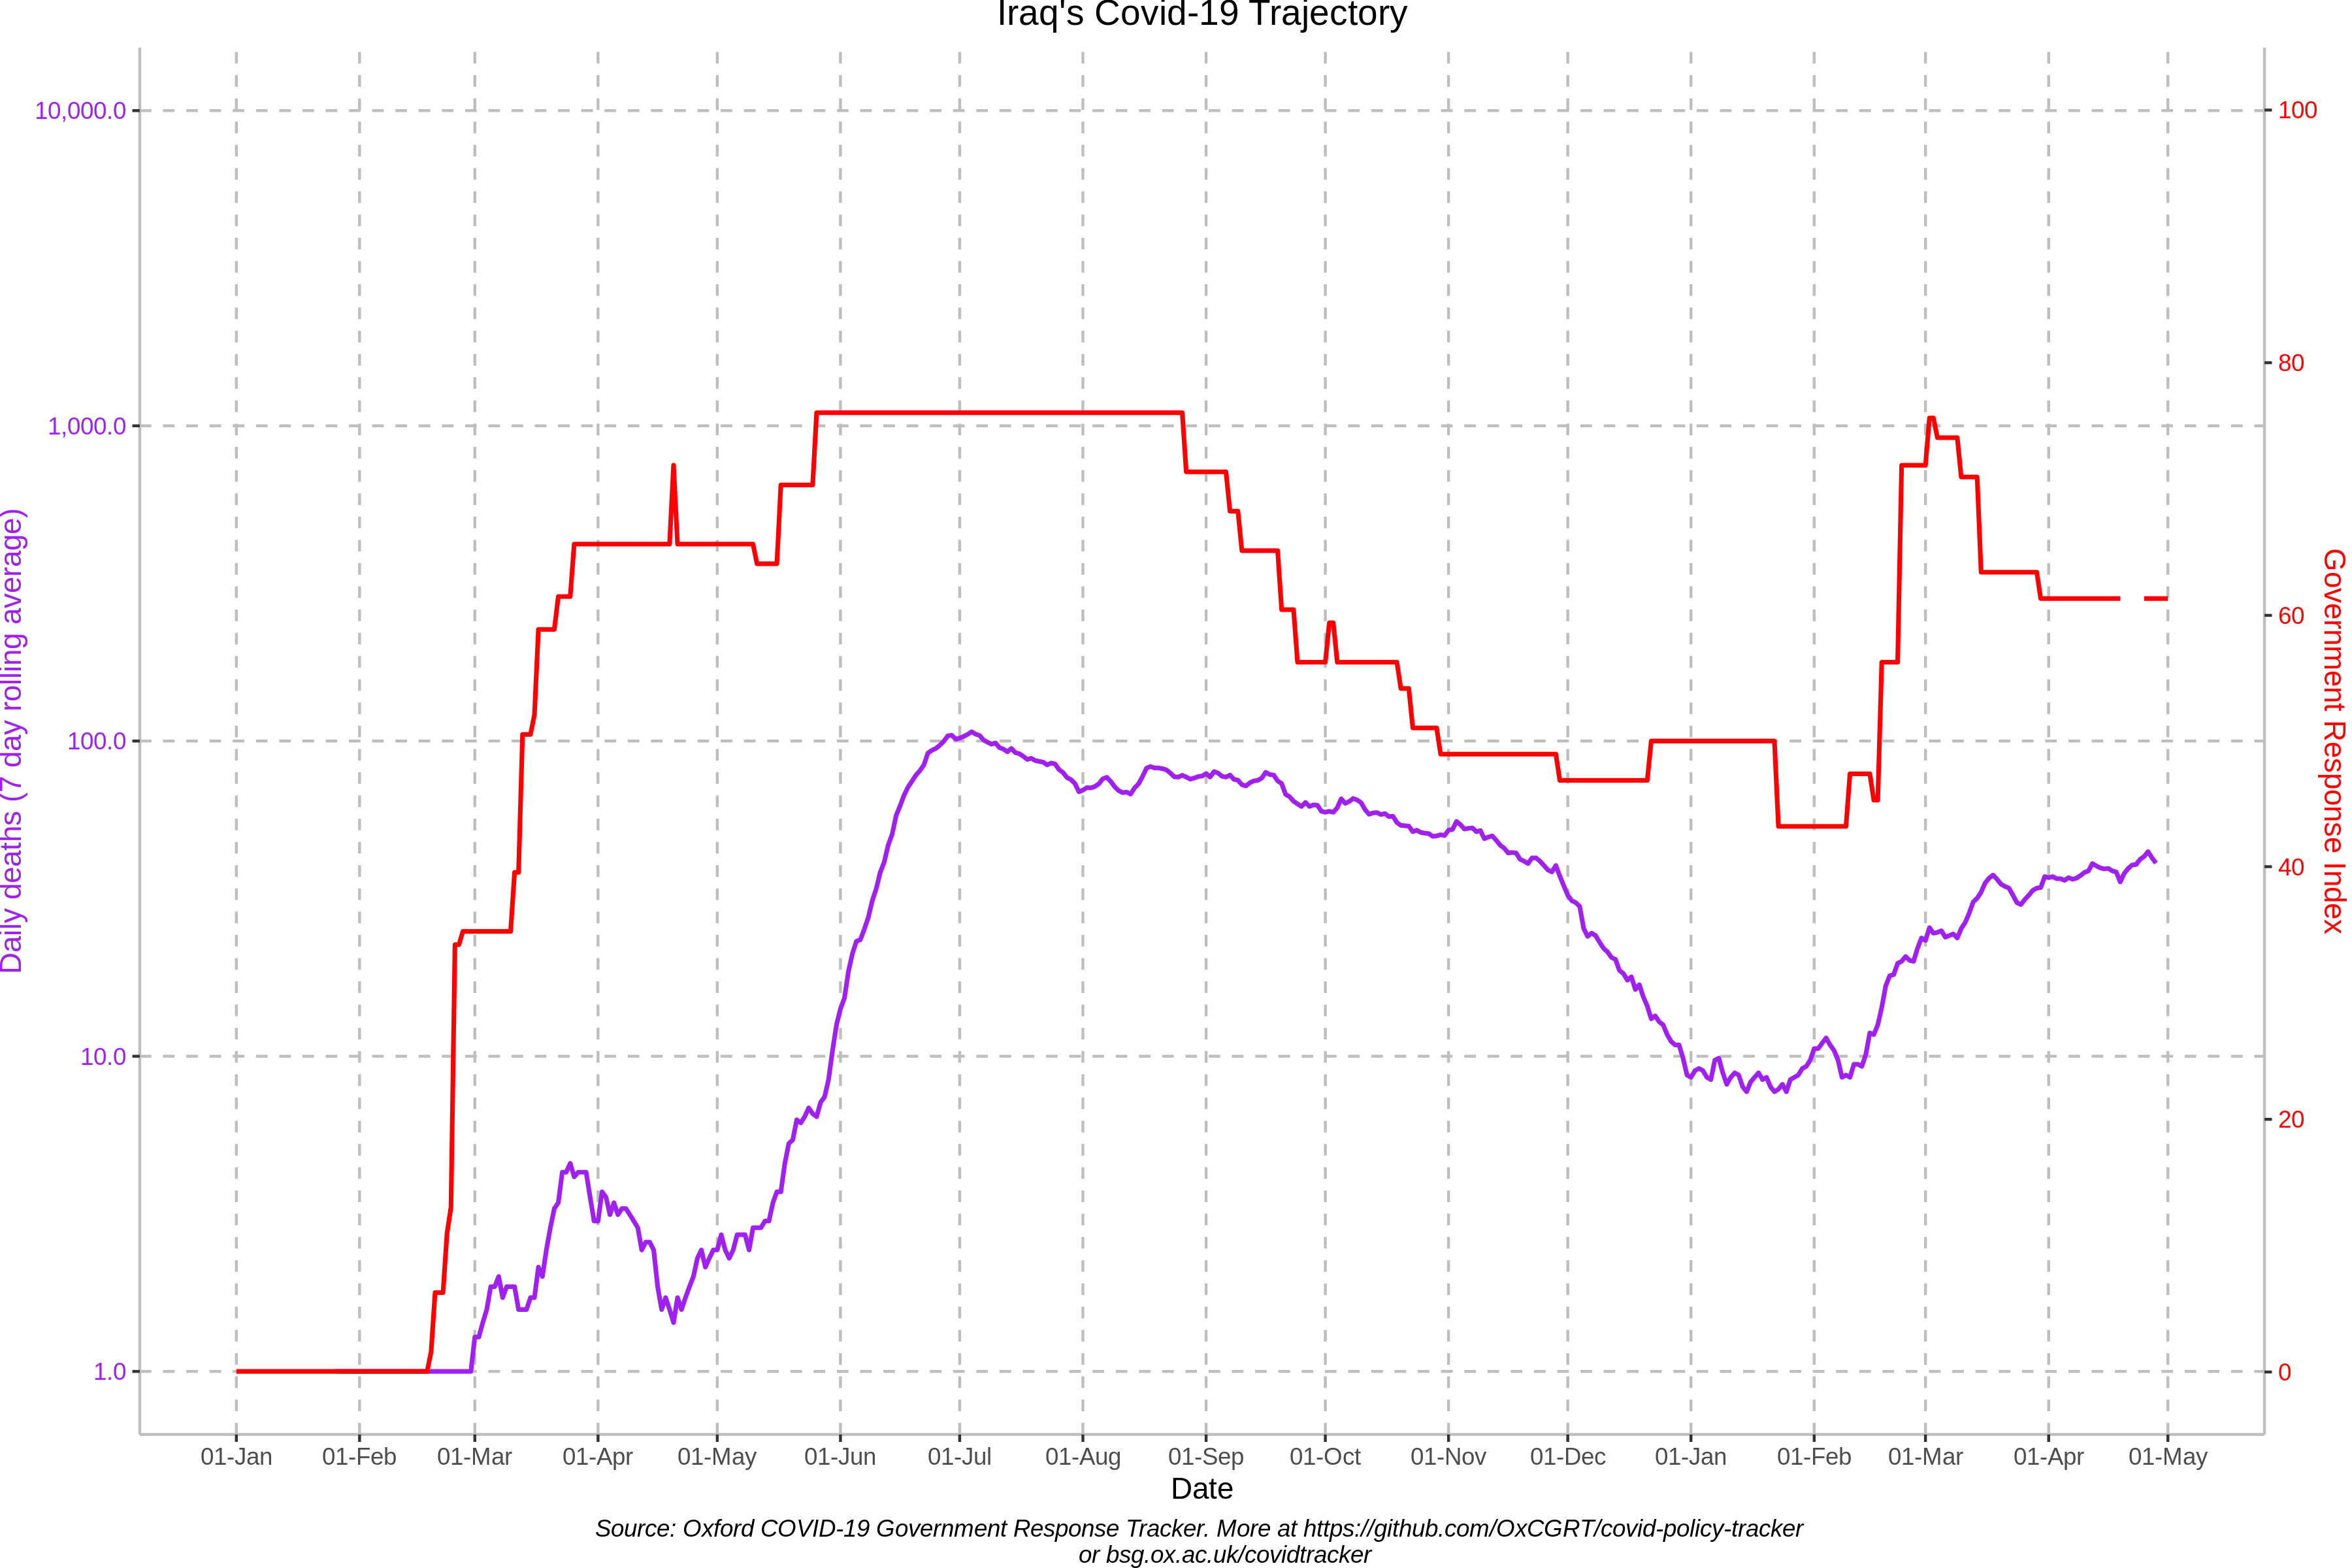 Iraq's Covid-19 Trajectory
10,000.0
1,000.0
100.0
10.0
1.0
Daily deaths (7 day rolling average)
100
80
60
40
20
0
Government Response Index
01-Jan 01-Feb 01-Mar 01-Apr 01-May 01-Jun 01-Jul 01-Aug 01-Sep 01-Oct 01-Nov 01-Dec 01-Jan 01-Feb 01-Mar 01-Apr 01-May
Date
Source: Oxford COVID-19 Government Response Tracker. More at https://github.com/OxCGRT/covid-policy-tracker
or bsg.ox.ac.uk/covidtracker